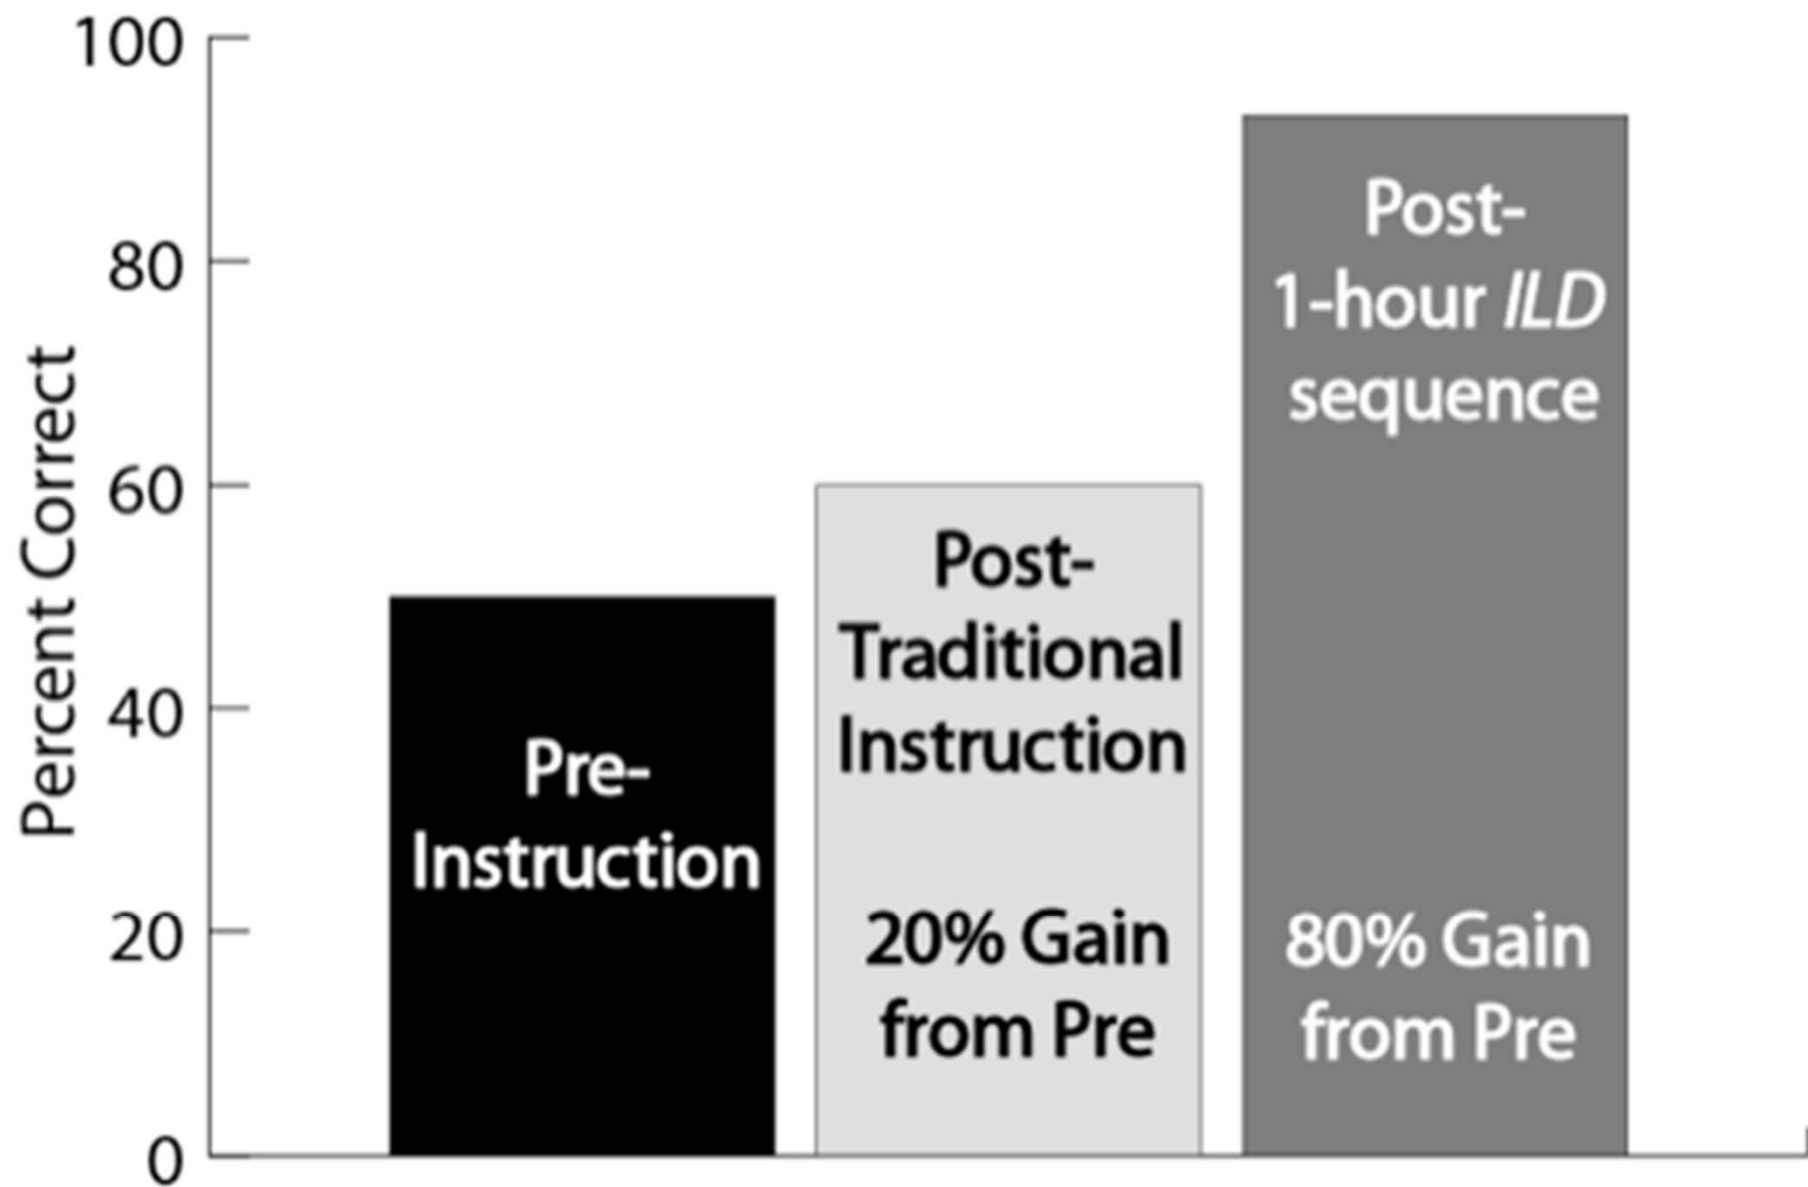 100
80
60
40
20
0
Percent Correct
Pre-
Instruction
Post-
Traditional
Instruction
20% Gain
from Pre
Post-
1-hour ILD
sequence
80% Gain
from Pre